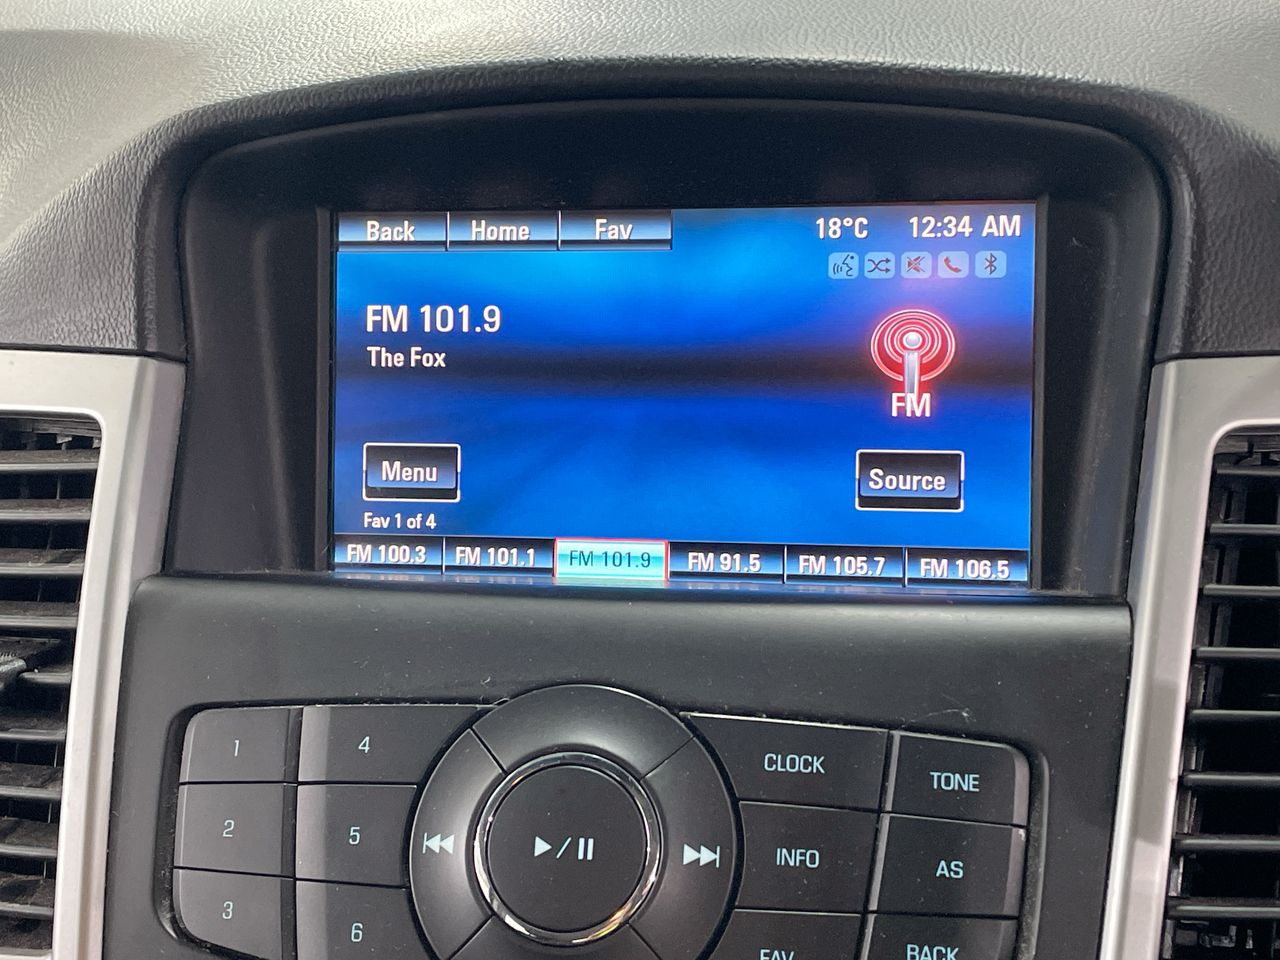 Back Home Fav 18°C 12:34 AM
FM 101.9
The Fox
FM
Menu
Source
Fav 1 of 4
FM 100.3 FM 101.1 FM 101.9 FM 91.5 FM 105.7 FM 106.5
1 4 CLOCK TONE
2 5 INFO AS
3 6 FAV BACK